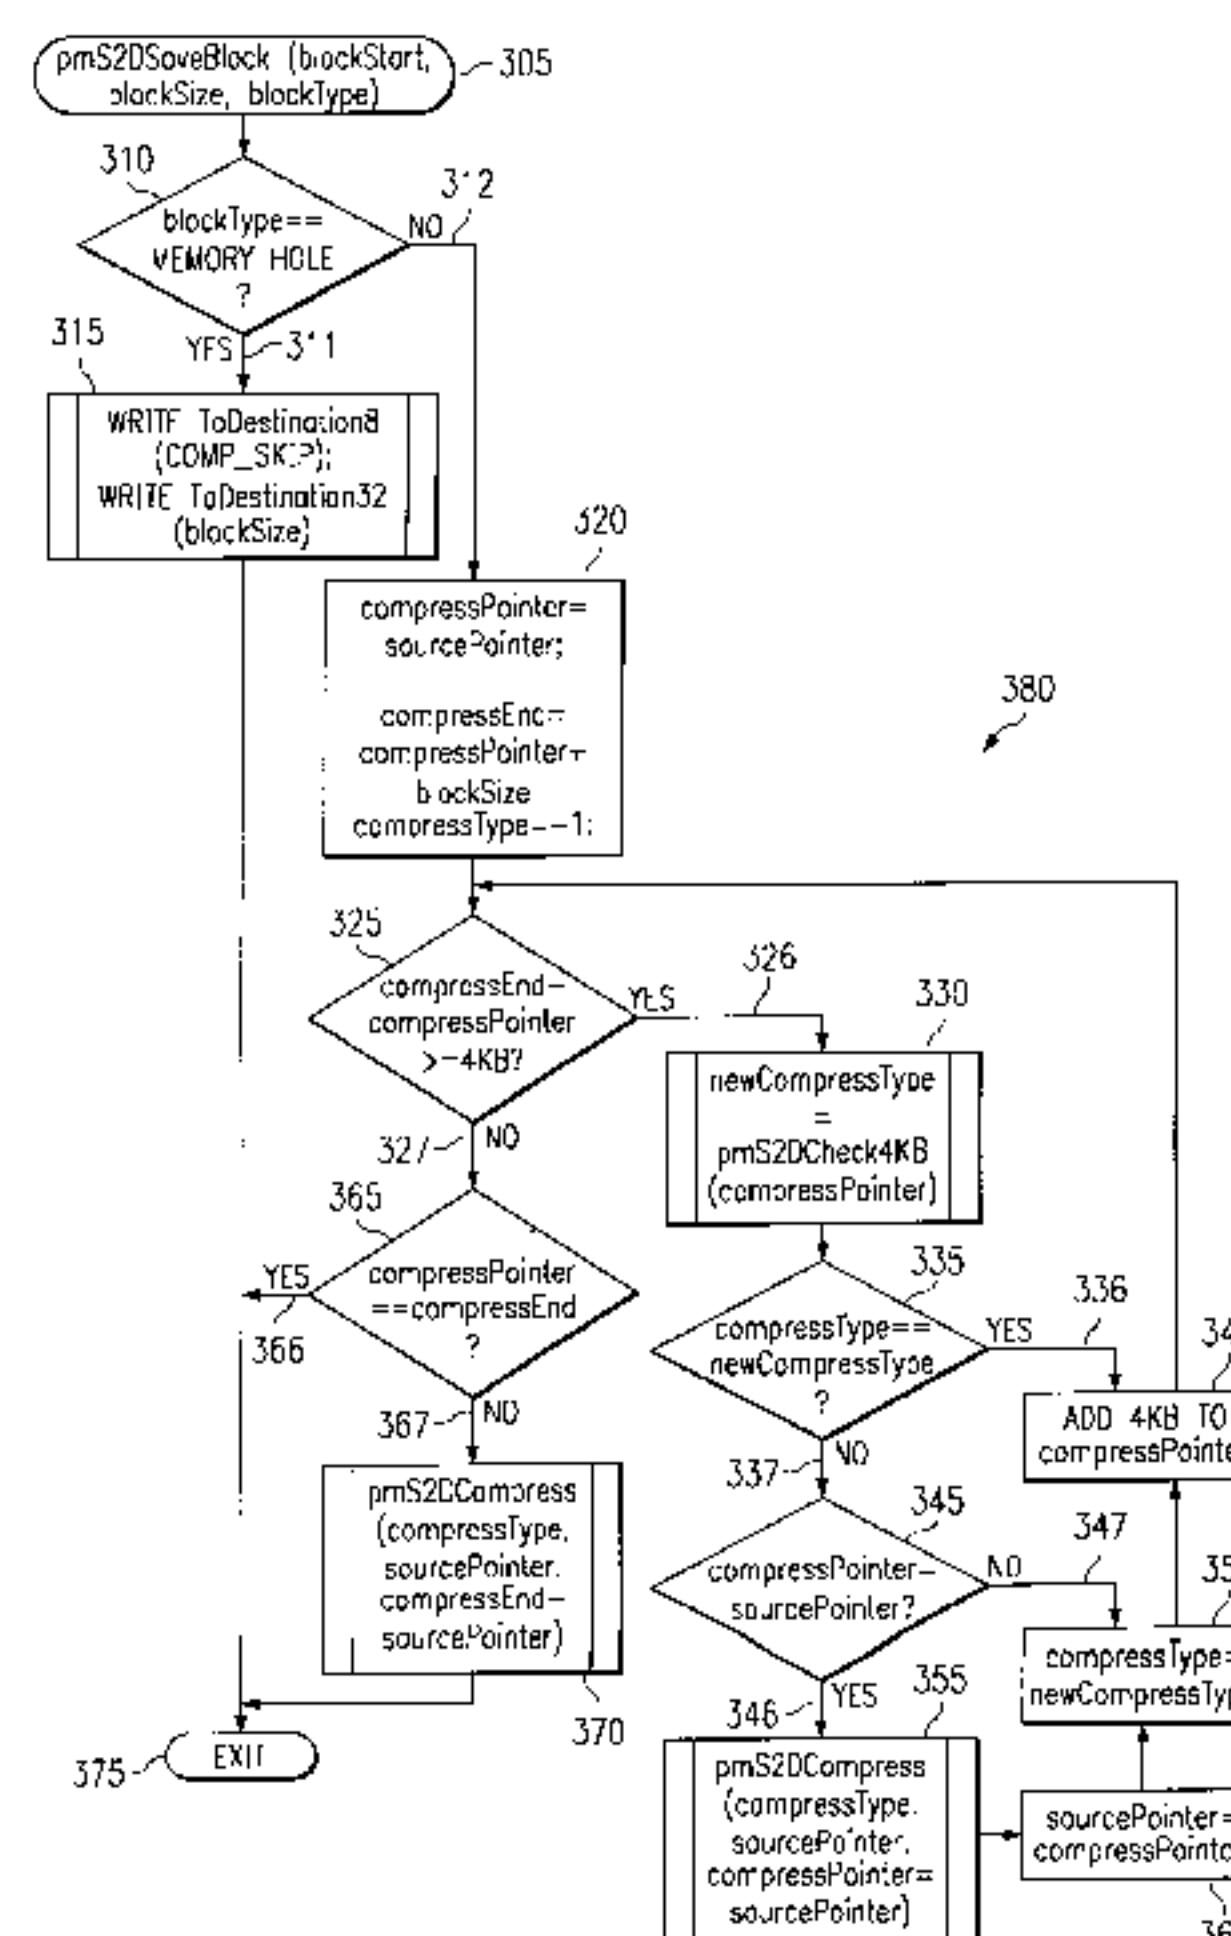 pmS2DSaveBlock (blockStart,
blockSize, blockType)
305
310
blockType==
MEMORY HOLE
?
NO
312
YES
311
315
WRITE ToDestination8
(COMP_SKIP);
WRITE ToDestination32
(blockSize)
320
compressPointer=
sourcePointer;
compressEnd=
compressPointer+
blockSize
compressType=-1;
380
325
compressEnd-
compressPointer
>=4KB?
YES
326
327
NO
330
newCompressType
=
pmS2DCheck4KB
(compressPointer)
365
compressPointer
==compressEnd
?
YES
366
367
NO
335
compressType==
newCompressType
?
YES
336
337
NO
ADD 4KB TO
370
pmS2DCompress
(compressType,
sourcePointer,
compressEnd-
sourcePointer)
345
compressPointer-
sourcePointer?
NO
347
346
YES
compressType=
355
pmS2DCompress
(compressType,
sourcePointer,
compressPointer=
sourcePointer)
sourcePointer=
375
EXIT